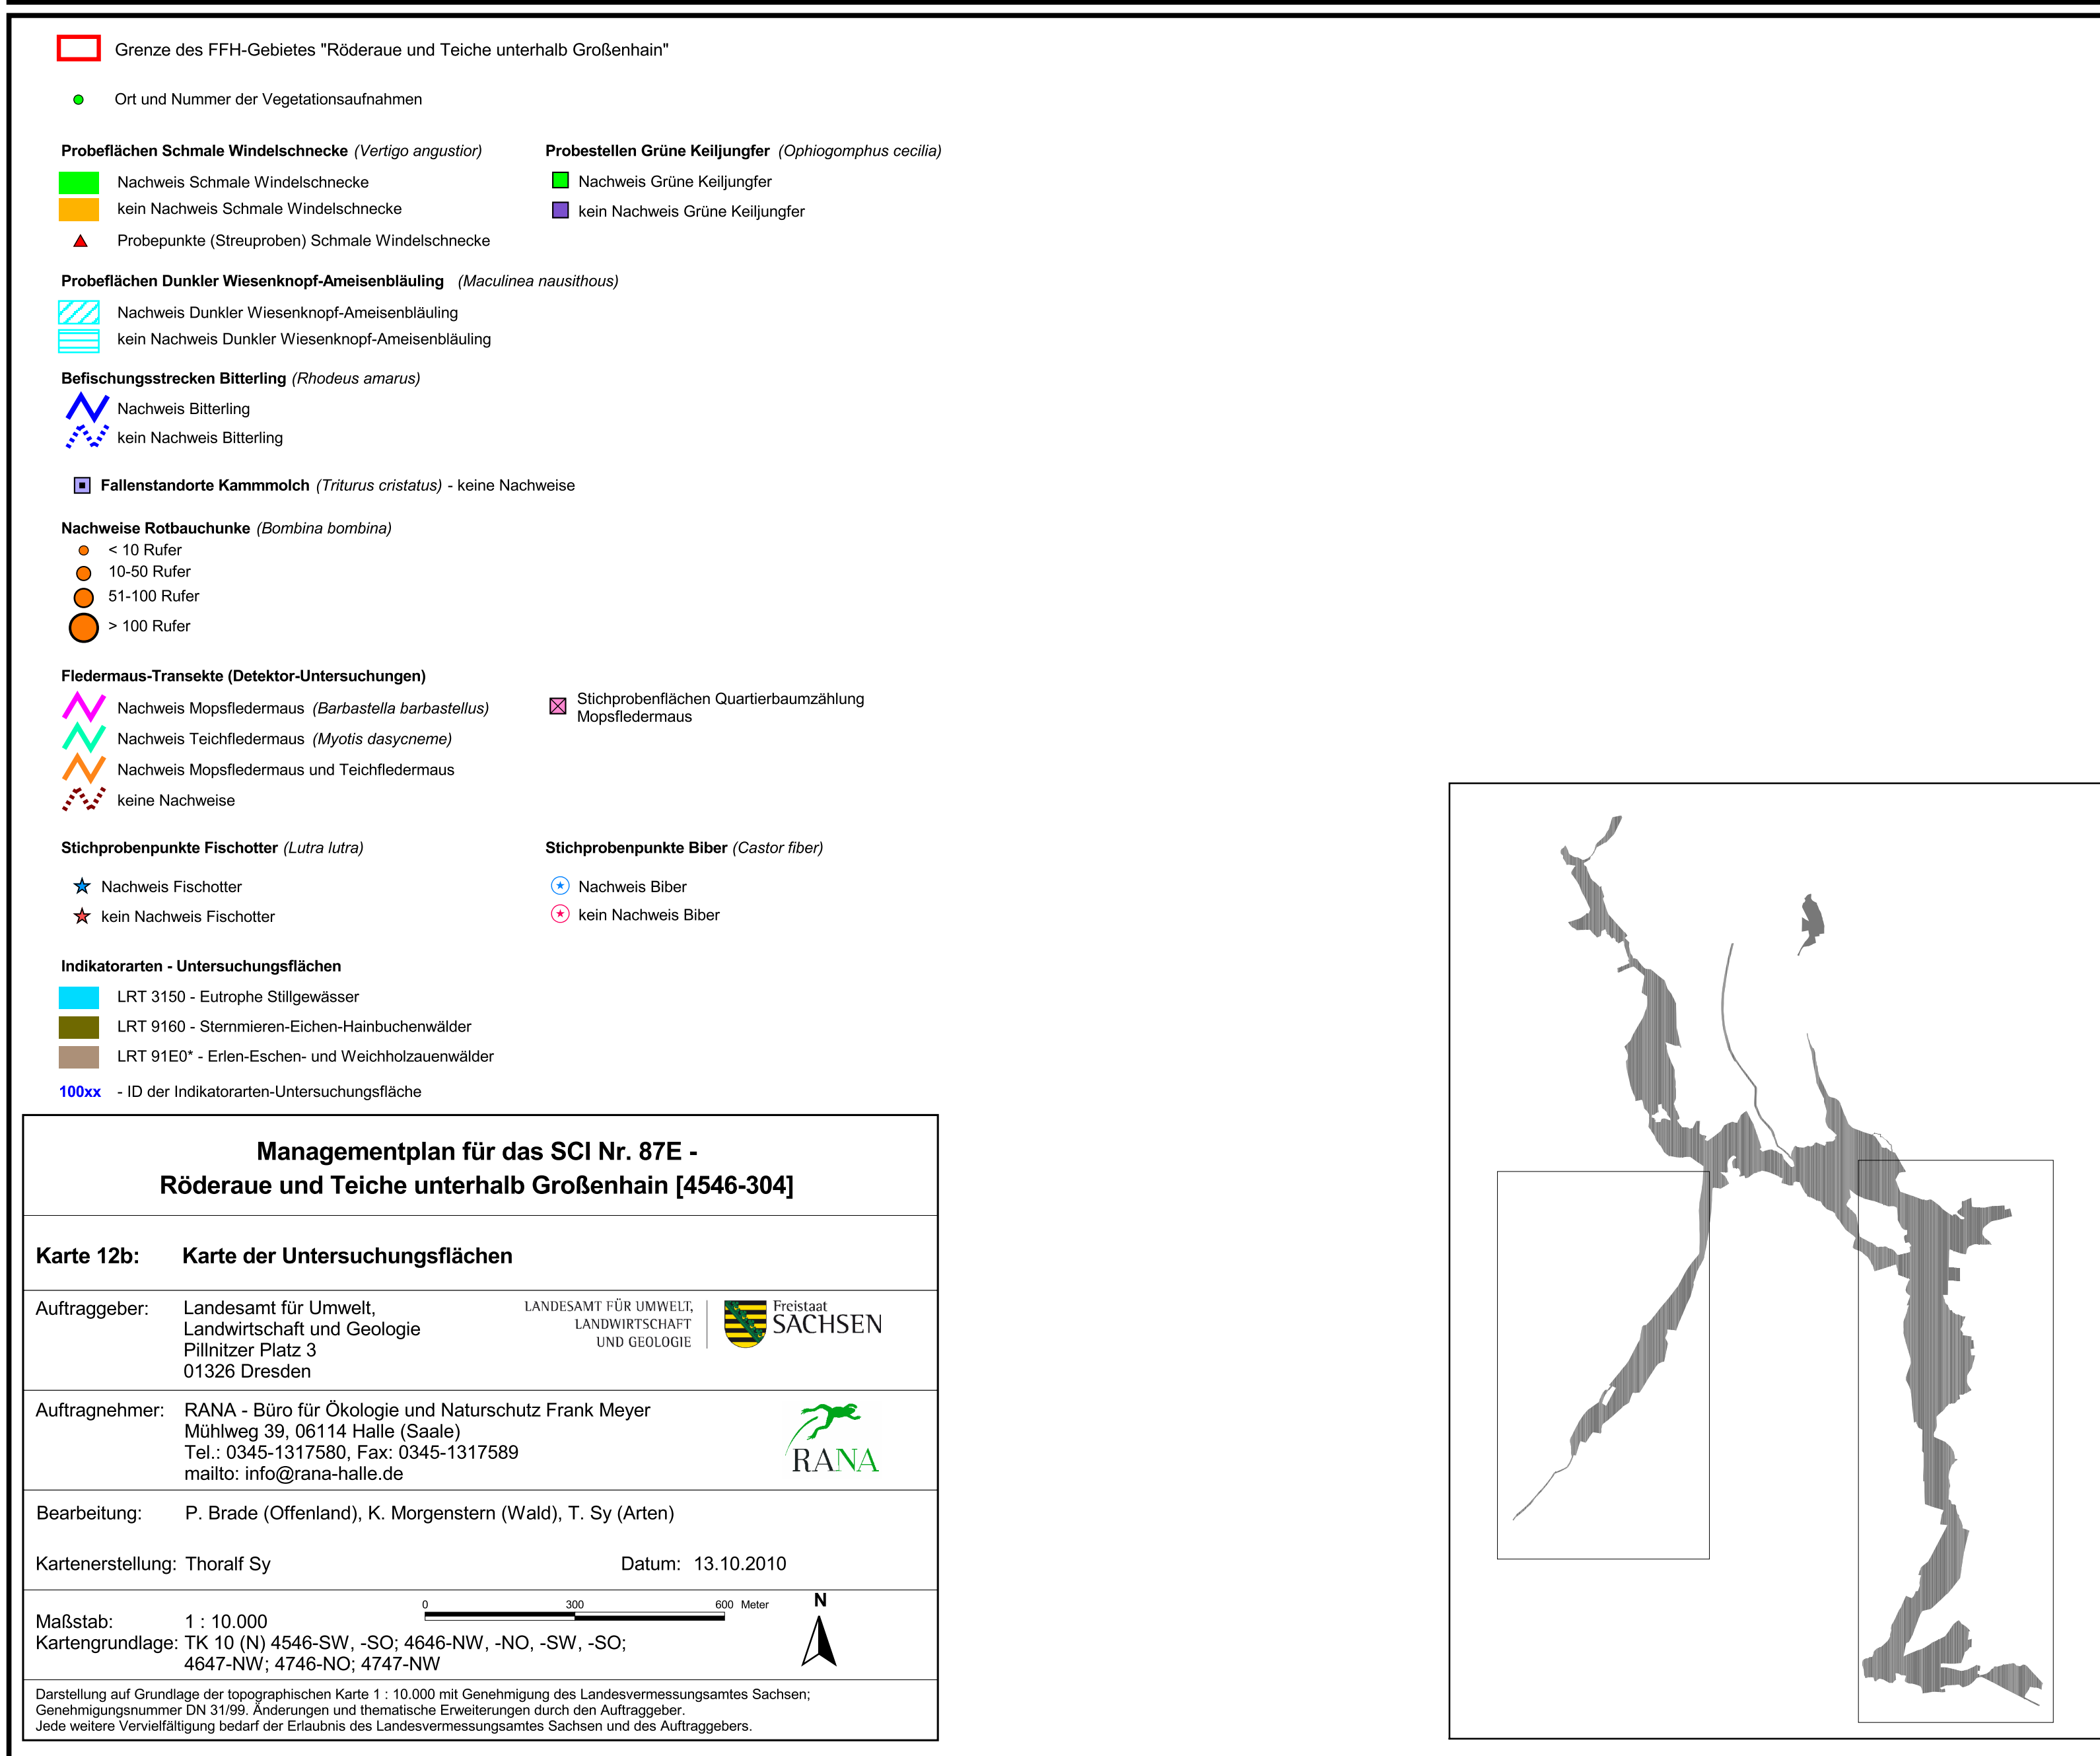 Grenze des FFH-Gebietes "Röderaue und Teiche unterhalb Großenhain"
Ort und Nummer der Vegetationsaufnahmen
Probeflächen Schmale Windelschnecke (Vertigo angustior)
Nachweis Schmale Windelschnecke
kein Nachweis Schmale Windelschnecke
Probepunkte (Streuproben) Schmale Windelschnecke
Probestellen Grüne Keiljungfer (Ophiogomphus cecilia)
Nachweis Grüne Keiljungfer
kein Nachweis Grüne Keiljungfer
Probeflächen Dunkler Wiesenknopf-Ameisenbläuling (Maculinea nausithous)
Nachweis Dunkler Wiesenknopf-Ameisenbläuling
kein Nachweis Dunkler Wiesenknopf-Ameisenbläuling
Befischungsstrecken Bitterling (Rhodeus amarus)
Nachweis Bitterling
kein Nachweis Bitterling
Fallenstandorte Kammmolch (Triturus cristatus) - keine Nachweise
Nachweise Rotbauchunke (Bombina bombina)
< 10 Rufer
10-50 Rufer
51-100 Rufer
> 100 Rufer
Fledermaus-Transekte (Detektor-Untersuchungen)
Nachweis Mopsfledermaus (Barbastella barbastellus)
Nachweis Teichfledermaus (Myotis dasycneme)
Nachweis Mopsfledermaus und Teichfledermaus
keine Nachweise
Stichprobenflächen Quartierbaumzählung
Mopsfledermaus
Stichprobenpunkte Fischotter (Lutra lutra)
Nachweis Fischotter
kein Nachweis Fischotter
Stichprobenpunkte Biber (Castor fiber)
Nachweis Biber
kein Nachweis Biber
Indikatorarten - Untersuchungsflächen
LRT 3150 - Eutrophe Stillgewässer
LRT 9160 - Sternmieren-Eichen-Hainbuchenwälder
LRT 91E0* - Erlen-Eschen- und Weichholzauenwälder
100xx - ID der Indikatorarten-Untersuchungsfläche
Managementplan für das SCI Nr. 87E -
Röderaue und Teiche unterhalb Großenhain [4546-304]
Karte 12b: Karte der Untersuchungsflächen
Auftraggeber: Landesamt für Umwelt,
Landwirtschaft und Geologie
Pillnitzer Platz 3
01326 Dresden
LANDESAMT FÜR UMWELT,
LANDWIRTSCHAFT
UND GEOLOGIE
Freistaat
SACHSEN
Auftragnehmer: RANA - Büro für Ökologie und Naturschutz Frank Meyer
Mühlweg 39, 06114 Halle (Saale)
Tel.: 0345-1317580, Fax: 0345-1317589
mailto: info@rana-halle.de
RANA
Bearbeitung: P. Brade (Offenland), K. Morgenstern (Wald), T. Sy (Arten)
Kartenerstellung: Thoralf Sy Datum: 13.10.2010
0 300 600 Meter N
Maßstab: 1 : 10.000
Kartengrundlage: TK 10 (N) 4546-SW, -SO; 4646-NW, -NO, -SW, -SO;
4647-NW; 4746-NO; 4747-NW
Darstellung auf Grundlage der topographischen Karte 1 : 10.000 mit Genehmigung des Landesvermessungsamtes Sachsen;
Genehmigungsnummer DN 31/99. Änderungen und thematische Erweiterungen durch den Auftraggeber.
Jede weitere Vervielfältigung bedarf der Erlaubnis des Landesvermessungsamtes Sachsen und des Auftraggebers.